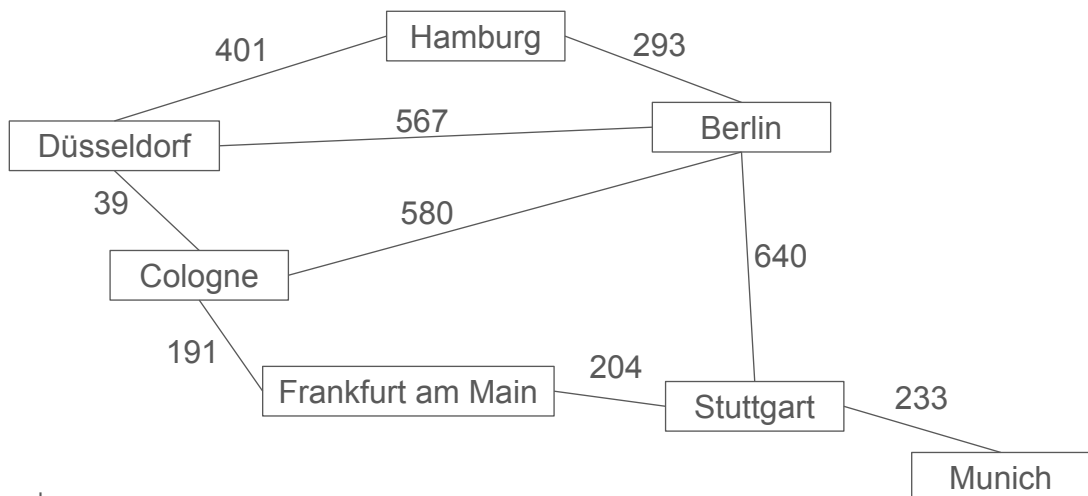 Hamburg
401
293
567
Berlin
Düsseldorf
39
580
640
Cologne
191
204
Frankfurt am Main
Stuttgart
233
Munich